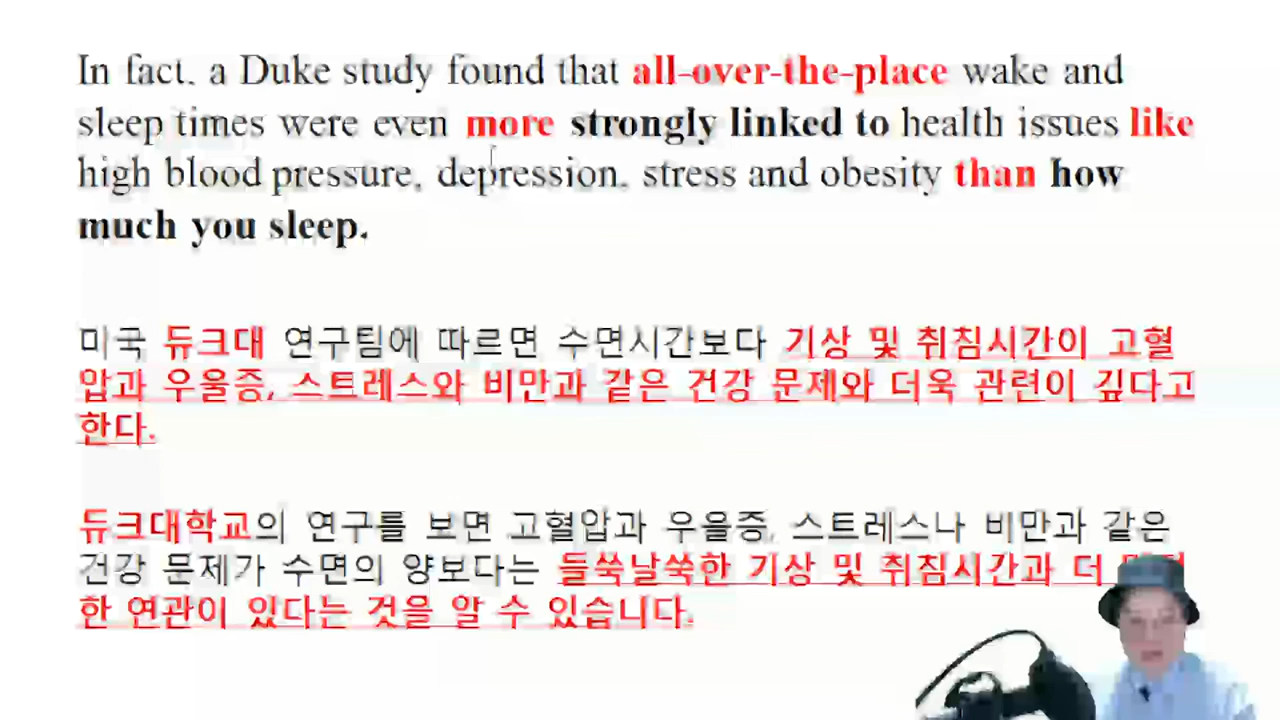 In fact, a Duke study found that all-over-the-place wake and
sleep times were even more strongly linked to health issues like
high blood pressure, depression, stress and obesity than how
much you sleep.
미국 듀크대 연구팀에 따르면 수면시간보다 기상 및 취침시간이 고혈
압과 우울증, 스트레스와 비만과 같은 건강 문제와 더욱 관련이 깊다고
한다.
듀크대학교의 연구를 보면 고혈압과 우울증, 스트레스나 비만과 같은
건강 문제가 수면의 양보다는 들쑥날쑥한 기상 및 취침시간과 더
한 연관이 있다는 것을 알 수 있습니다.